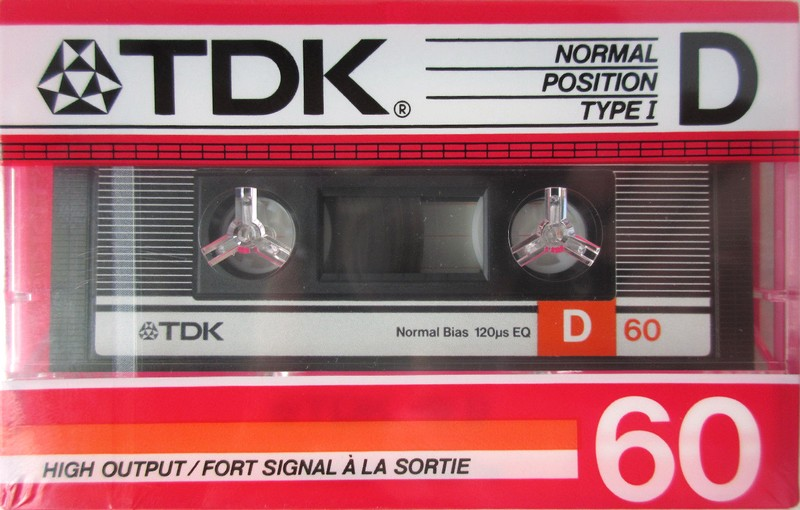 TDK®
NORMAL
POSITION
TYPE I
D
TDK
Normal Bias 120µs EQ
D
60
HIGH OUTPUT/FORT SIGNAL À LA SORTIE
60